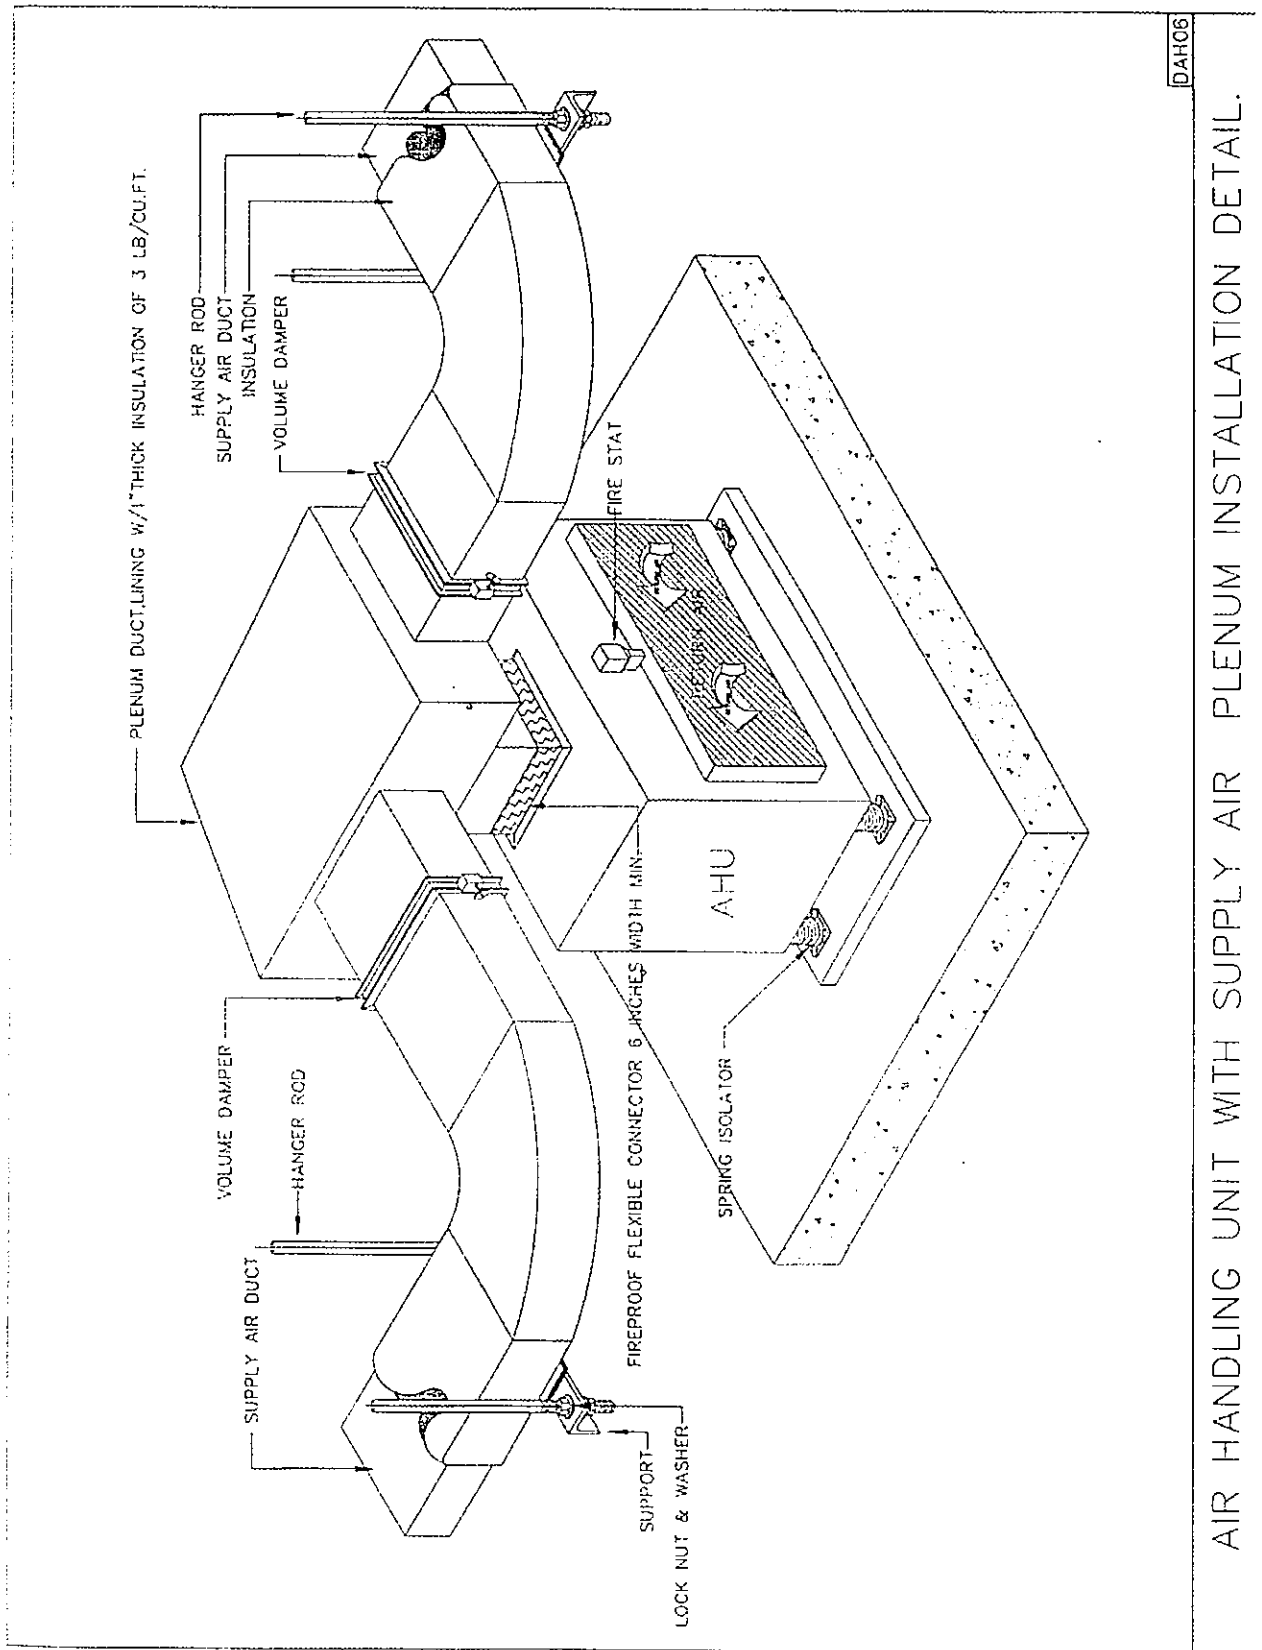 PLENUM DUCT,LINING W/1"THICK INSULATION OF 3 LB/CU.FT.
HANGER ROD
SUPPLY AIR DUCT
INSULATION
VOLUME DAMPER
VOLUME DAMPER
HANGER ROD
SUPPLY AIR DUCT
FIRE STAT
RETURN AIR
AHU
FIREPROOF FLEXIBLE CONNECTOR 6 INCHES WIDTH MIN.
SPRING ISOLATOR
SUPPORT
LOCK NUT & WASHER
DAH06
AIR HANDLING UNIT WITH SUPPLY AIR PLENUM INSTALLATION DETAIL.